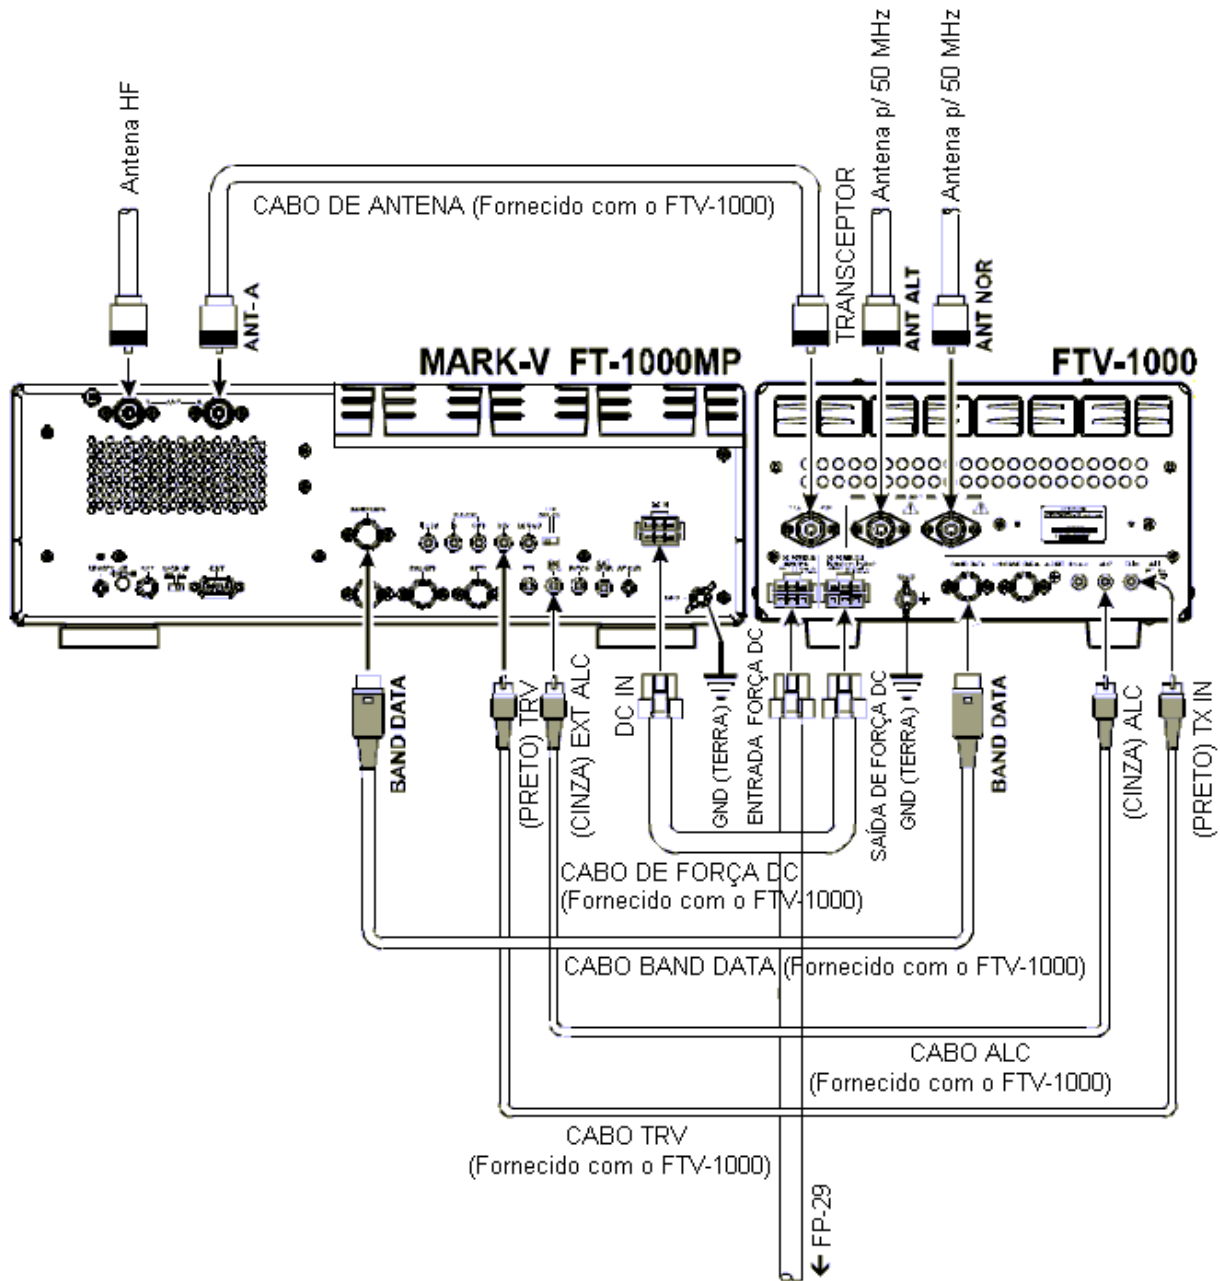 Antena HF
Antena p/ 50 MHz
Antena p/ 50 MHz
CABO DE ANTENA (Fornecido com o FTV-1000)
ANT- A
TRANSCEPTOR
ANT ALT
ANT NOR
MARK-V FT-1000MP
FTV-1000
BAND DATA
(PRETO) TRV
(CINZA) EXT ALC
DC IN
GND (TERRA)
ENTRADA FORÇA DC
SAÍDA DE FORÇA DC
GND (TERRA)
BAND DATA
(CINZA) ALC
(PRETO) TX IN
CABO DE FORÇA DC
(Fornecido com o FTV-1000)
CABO BAND DATA (Fornecido com o FTV-1000)
CABO ALC
(Fornecido com o FTV-1000)
CABO TRV
(Fornecido com o FTV-1000)
FP-29